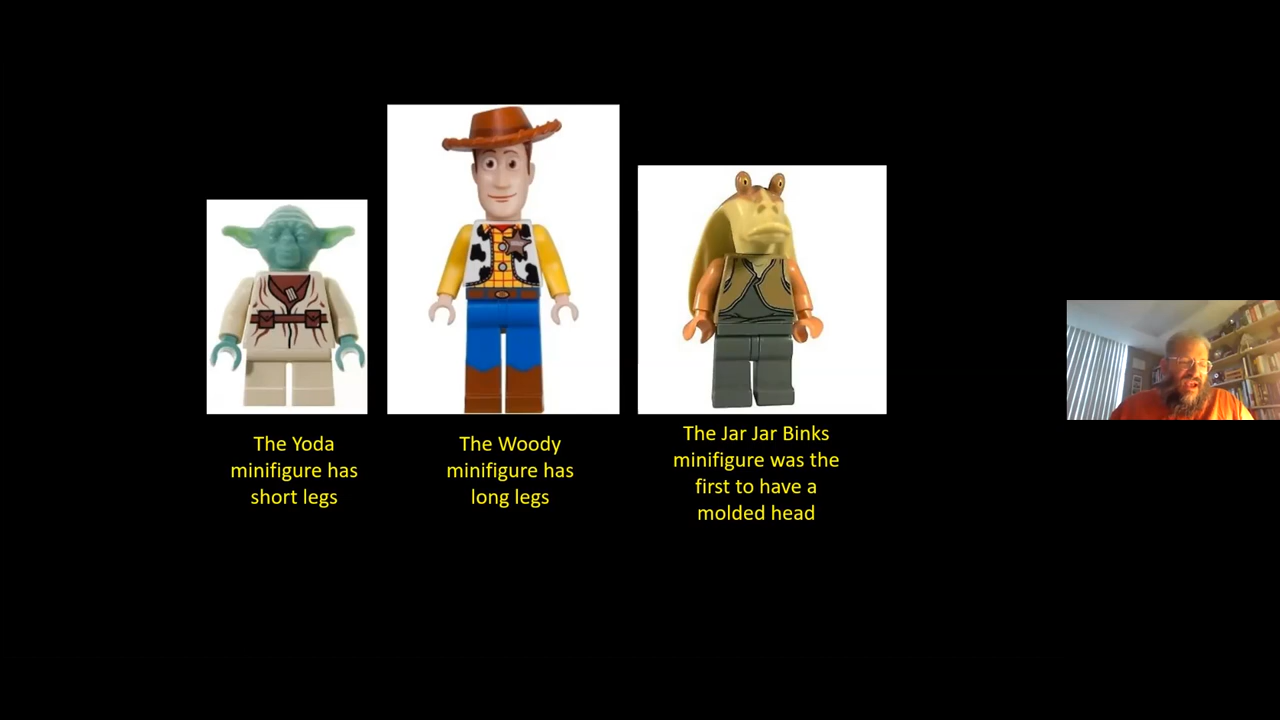 The Yoda
minifigure has
short legs
The Woody
minifigure has
long legs
The Jar Jar Binks
minifigure was the
first to have a
molded head